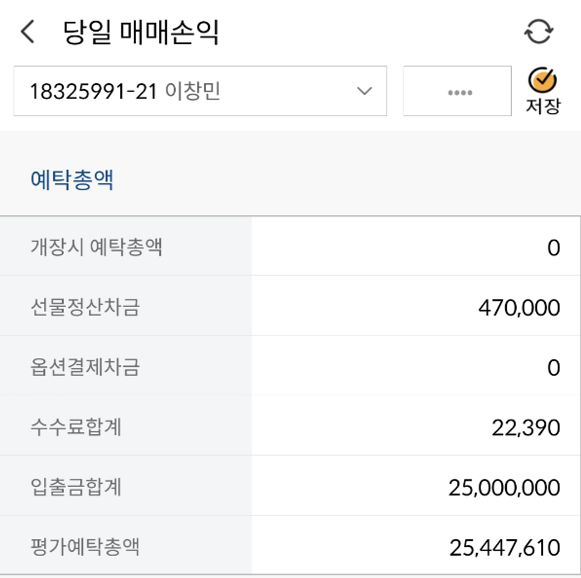 당일 매매손익
18325991-21 이창민
저장
예탁총액
개장시 예탁총액 0
선물정산차금 470,000
옵션결제차금 0
수수료합계 22,390
입출금합계 25,000,000
평가예탁총액 25,447,610